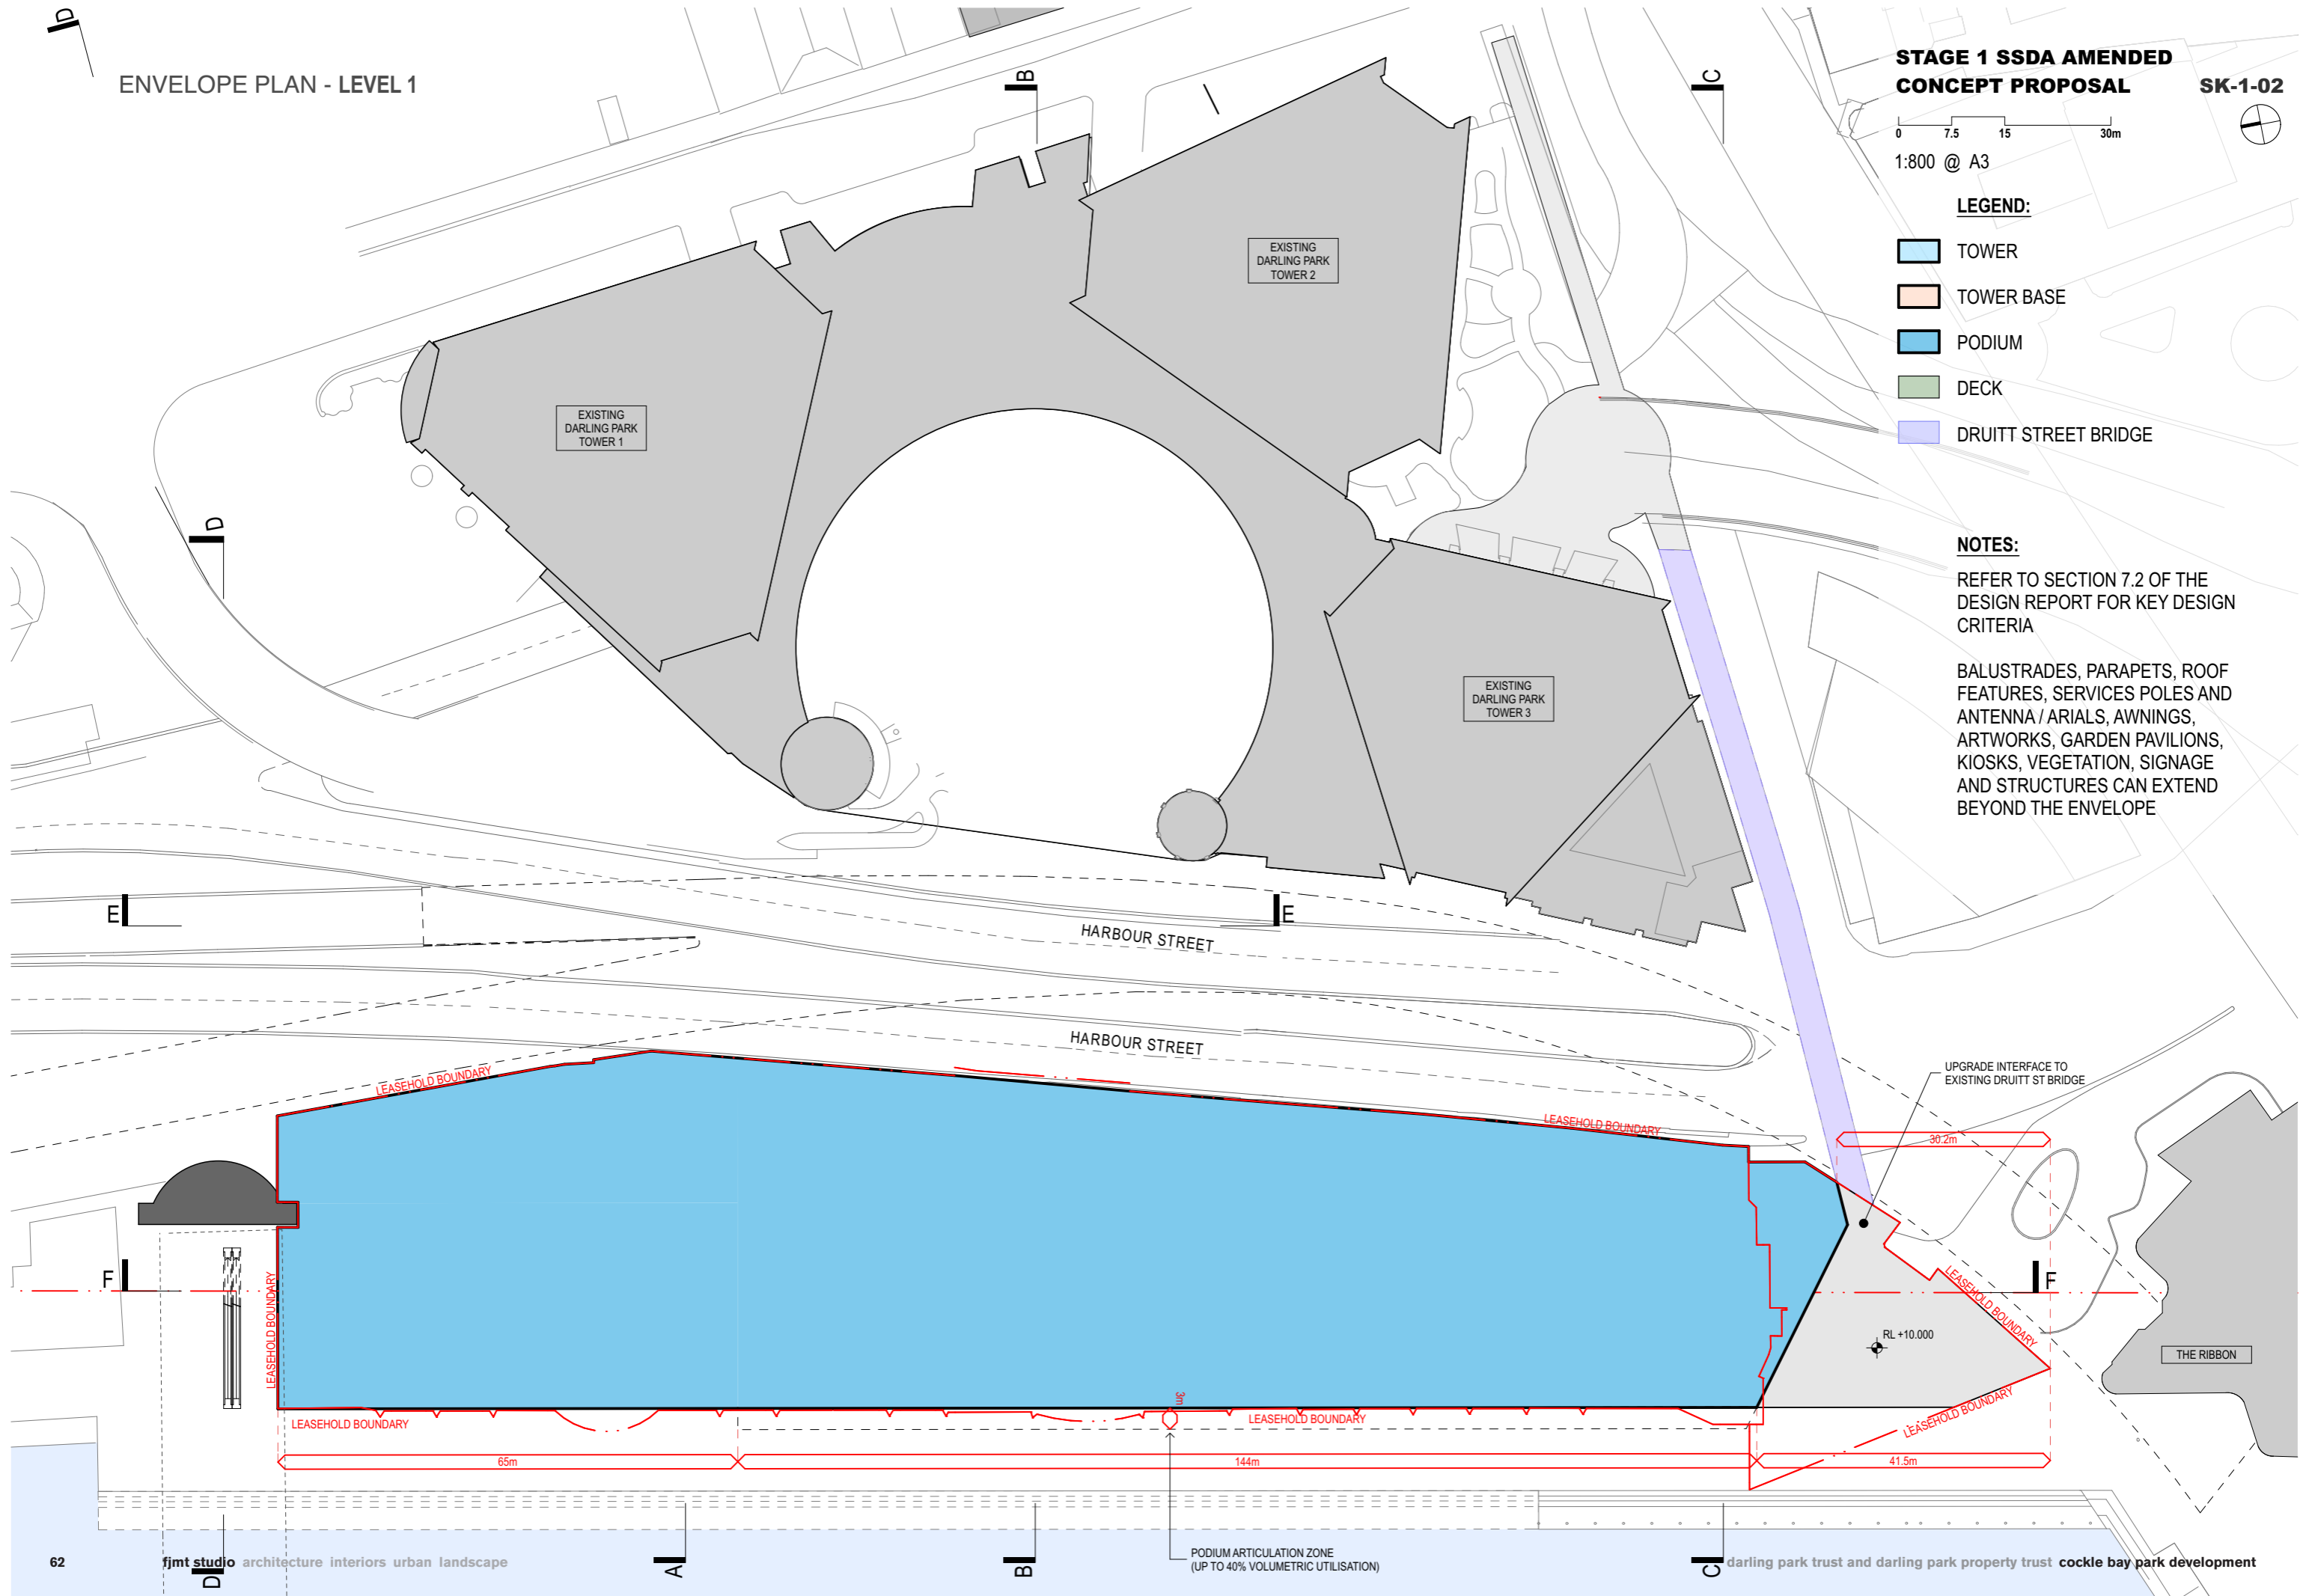 D
ENVELOPE PLAN - LEVEL 1
B
C
STAGE 1 SSDA AMENDED
CONCEPT PROPOSAL
SK-1-02
0 7.5 15 30m
1:800 @ A3
LEGEND:
TOWER
TOWER BASE
PODIUM
DECK
DRUITT STREET BRIDGE
NOTES:
REFER TO SECTION 7.2 OF THE
DESIGN REPORT FOR KEY DESIGN
CRITERIA
BALUSTRADES, PARAPETS, ROOF
FEATURES, SERVICES POLES AND
ANTENNA / ARIALS, AWNINGS,
ARTWORKS, GARDEN PAVILIONS,
KIOSKS, VEGETATION, SIGNAGE
AND STRUCTURES CAN EXTEND
BEYOND THE ENVELOPE
EXISTING
DARLING PARK
TOWER 2
EXISTING
DARLING PARK
TOWER 1
D
EXISTING
DARLING PARK
TOWER 3
E
E
HARBOUR STREET
HARBOUR STREET
LEASEHOLD BOUNDARY
LEASEHOLD BOUNDARY
UPGRADE INTERFACE TO
EXISTING DRUITT ST BRIDGE
30.2m
F
F
LEASEHOLD BOUNDARY
LEASEHOLD BOUNDARY
RL +10.000
THE RIBBON
LEASEHOLD BOUNDARY
3m
LEASEHOLD BOUNDARY
LEASEHOLD BOUNDARY
65m
144m
41.5m
PODIUM ARTICULATION ZONE
(UP TO 40% VOLUMETRIC UTILISATION)
62
fjmt studio architecture interiors urban landscape
D
A
B
C
darling park trust and darling park property trust cockle bay park development